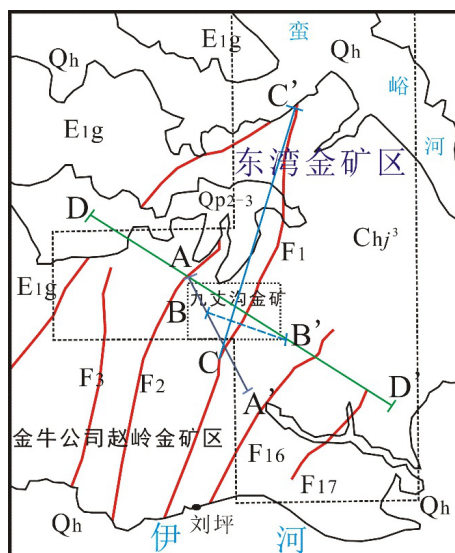 E1g
Qh
蛮
峪
河
Qh
C'
E1g
东湾金矿区
Qp2-3
D
Chj³
F1
A
E1g
九丈沟金矿
B
B'
C
F3
F2
A'
D'
金牛公司赵岭金矿区
F16
F17
Qh
Qh
伊 河
刘坪